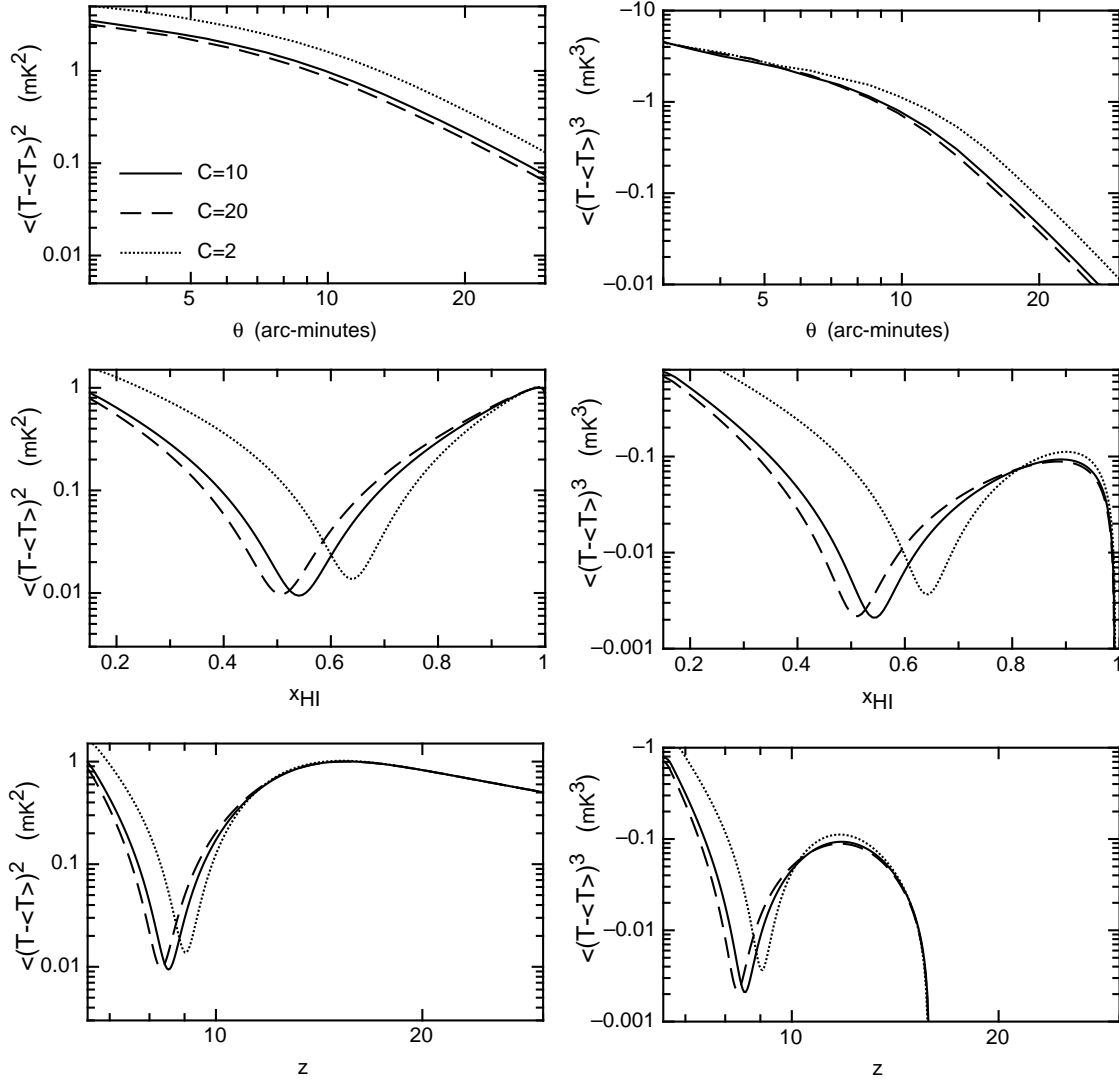 <(T-<T>)² (mK²)
1
0.1
0.01
C=10
C=20
C=2
5 10 20
θ (arc-minutes)
<(T-<T>)³ (mK³)
−10
−1
−0.1
−0.01
5 10 20
θ (arc-minutes)
<(T-<T>)² (mK²)
1
0.1
0.01
0.2 0.4 0.6 0.8 1
xHI
<(T-<T>)³ (mK³)
−0.1
−0.01
−0.001
0.2 0.4 0.6 0.8 1
xHI
<(T-<T>)² (mK²)
1
0.1
0.01
10 20
z
<(T-<T>)³ (mK³)
−1
−0.1
−0.01
−0.001
10 20
z